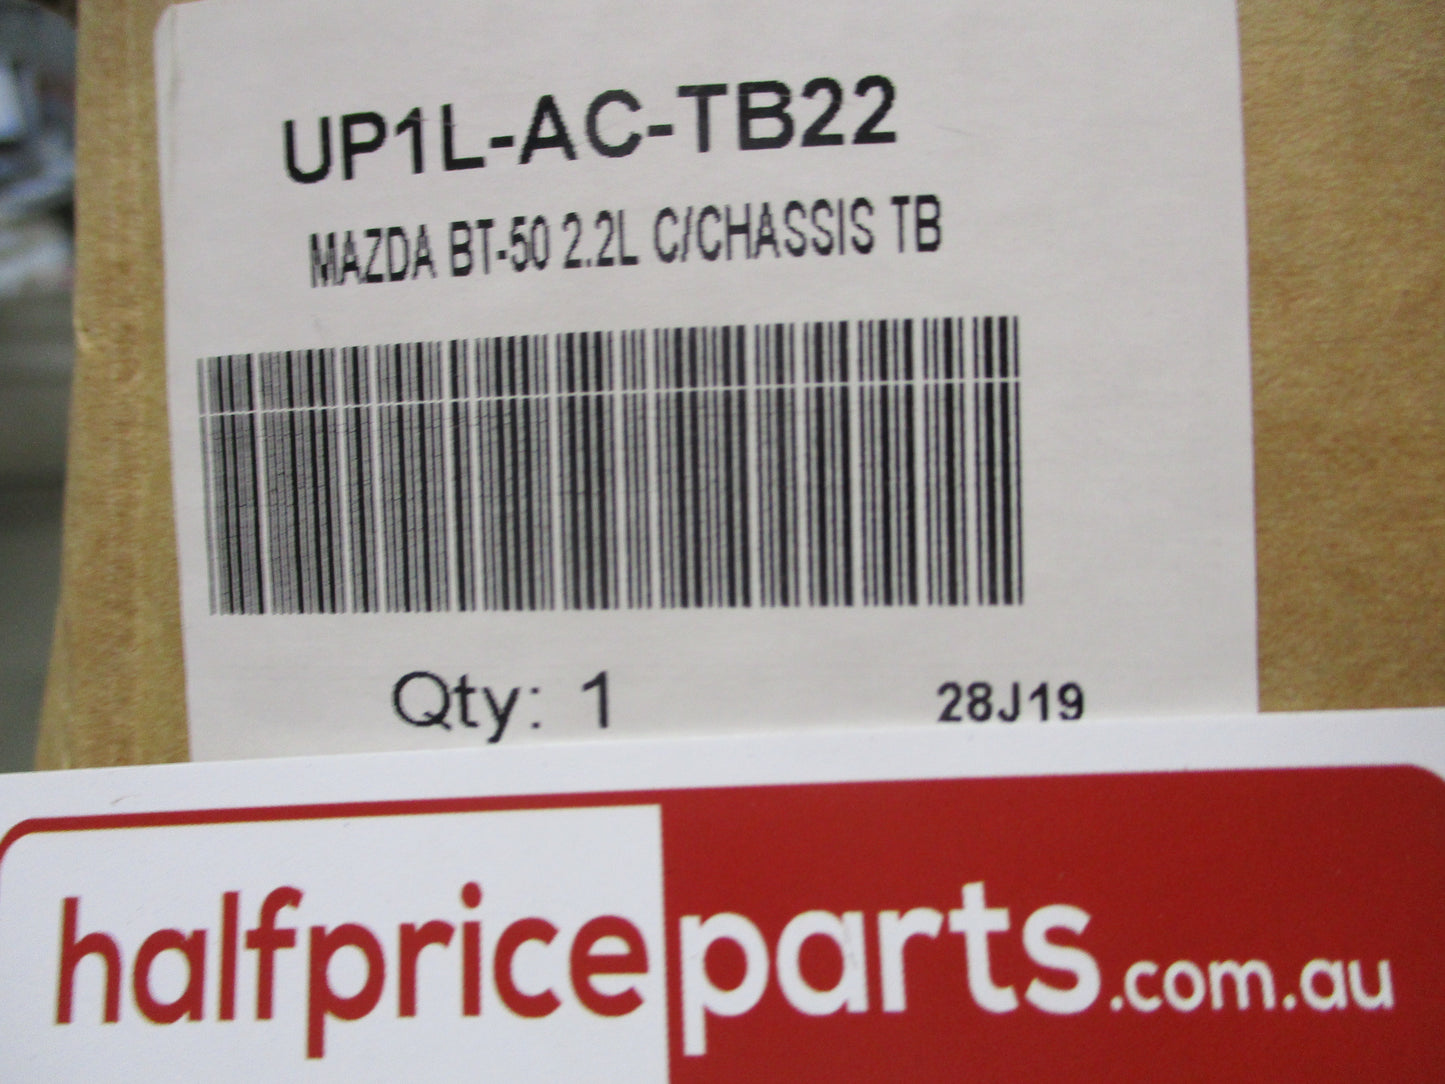 UP1L-AC-TB22
MAZDA BT-50 2.2L C/CHASSIS TB
Qty: 1
28J19
halfpriceparts.com.au